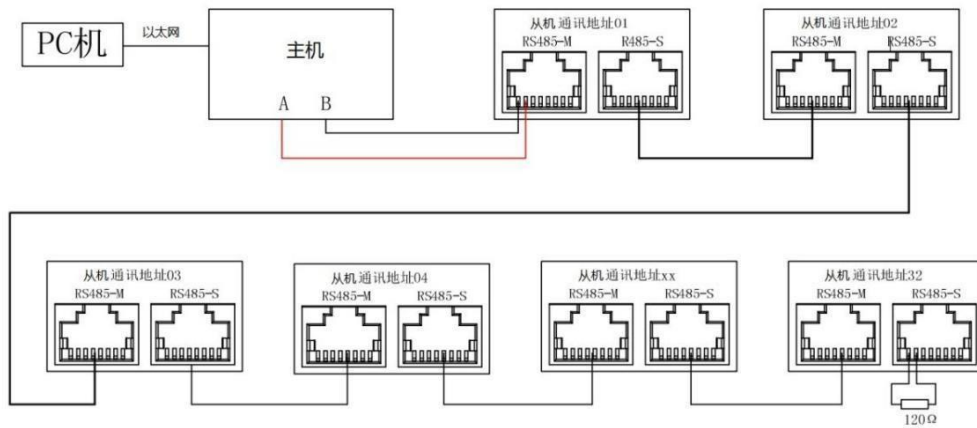 PC机
以太网
主机
A
B
从机通讯地址01
RS485-M
R485-S
从机通讯地址02
RS485-M
RS485-S
从机通讯地址03
RS485-M
RS485-S
从机通讯地址04
RS485-M
RS485-S
从机通讯地址xx
RS485-M
RS485-S
从机通讯地址32
RS485-M
RS485-S
120Ω